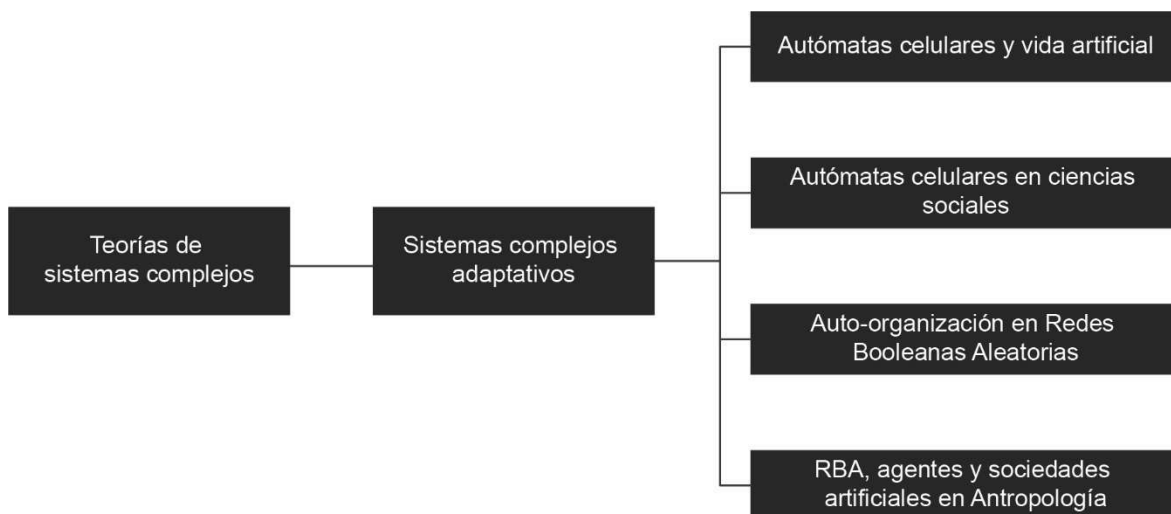 Teorías de
sistemas complejos
Sistemas complejos
adaptativos
Autómatas celulares y vida artificial
Autómatas celulares en ciencias
sociales
Auto-organización en Redes
Booleanas Aleatorias
RBA, agentes y sociedades
artificiales en Antropología